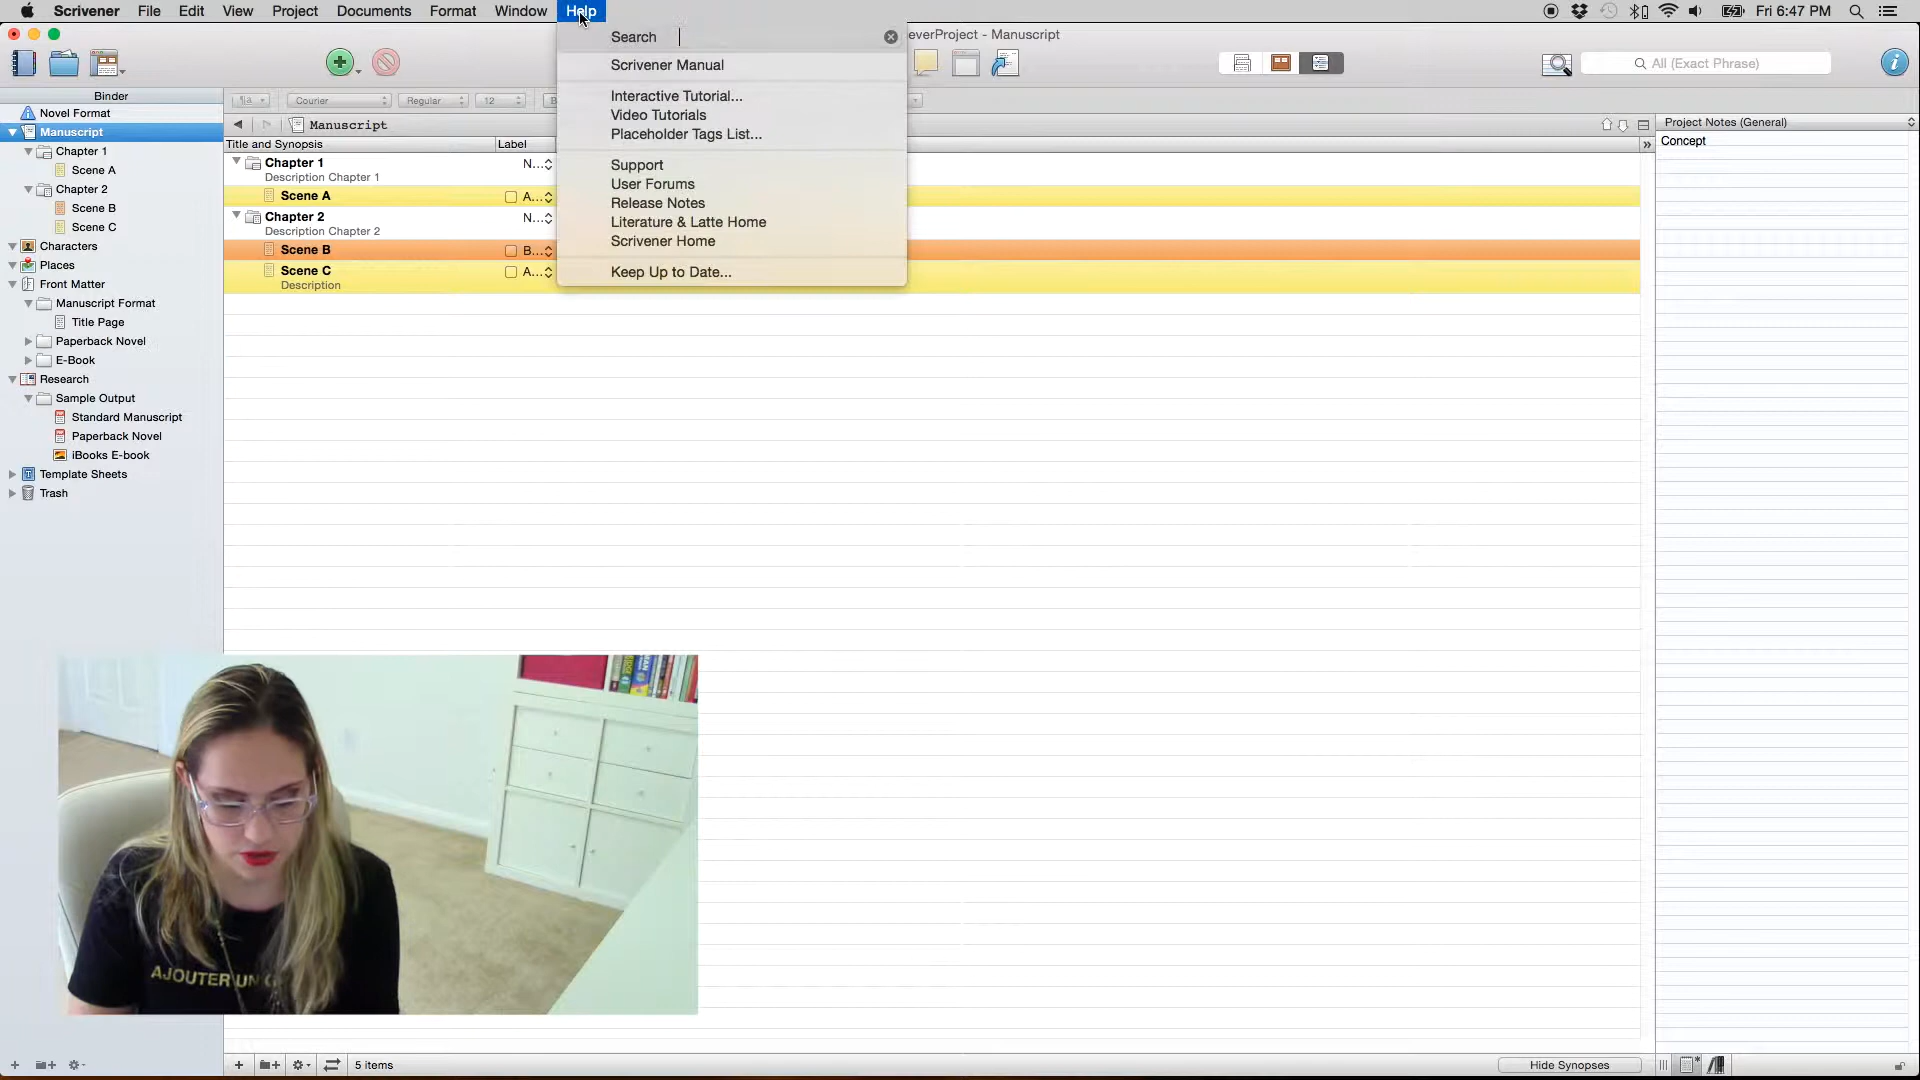 Scrivener File Edit View Project Documents Format Window Help Fri 6:47 PM
everProject - Manuscript
Search
Scrivener Manual
Interactive Tutorial...
Video Tutorials
Placeholder Tags List...
Support
User Forums
Release Notes
Literature & Latte Home
Scrivener Home
Keep Up to Date...
All (Exact Phrase)
Binder
Novel Format
Manuscript
Chapter 1
Scene A
Chapter 2
Scene B
Scene C
Characters
Places
Front Matter
Manuscript Format
Title Page
Paperback Novel
E-Book
Research
Sample Output
Standard Manuscript
Paperback Novel
iBooks E-book
Template Sheets
Trash
Courier Regular 12 B
Manuscript
Title and Synopsis Label
Chapter 1 N...
Description Chapter 1
Scene A A...
Chapter 2 N...
Description Chapter 2
Scene B B...
Scene C A...
Description
Project Notes (General)
Concept
AJOUTER UN
5 items
Hide Synopses